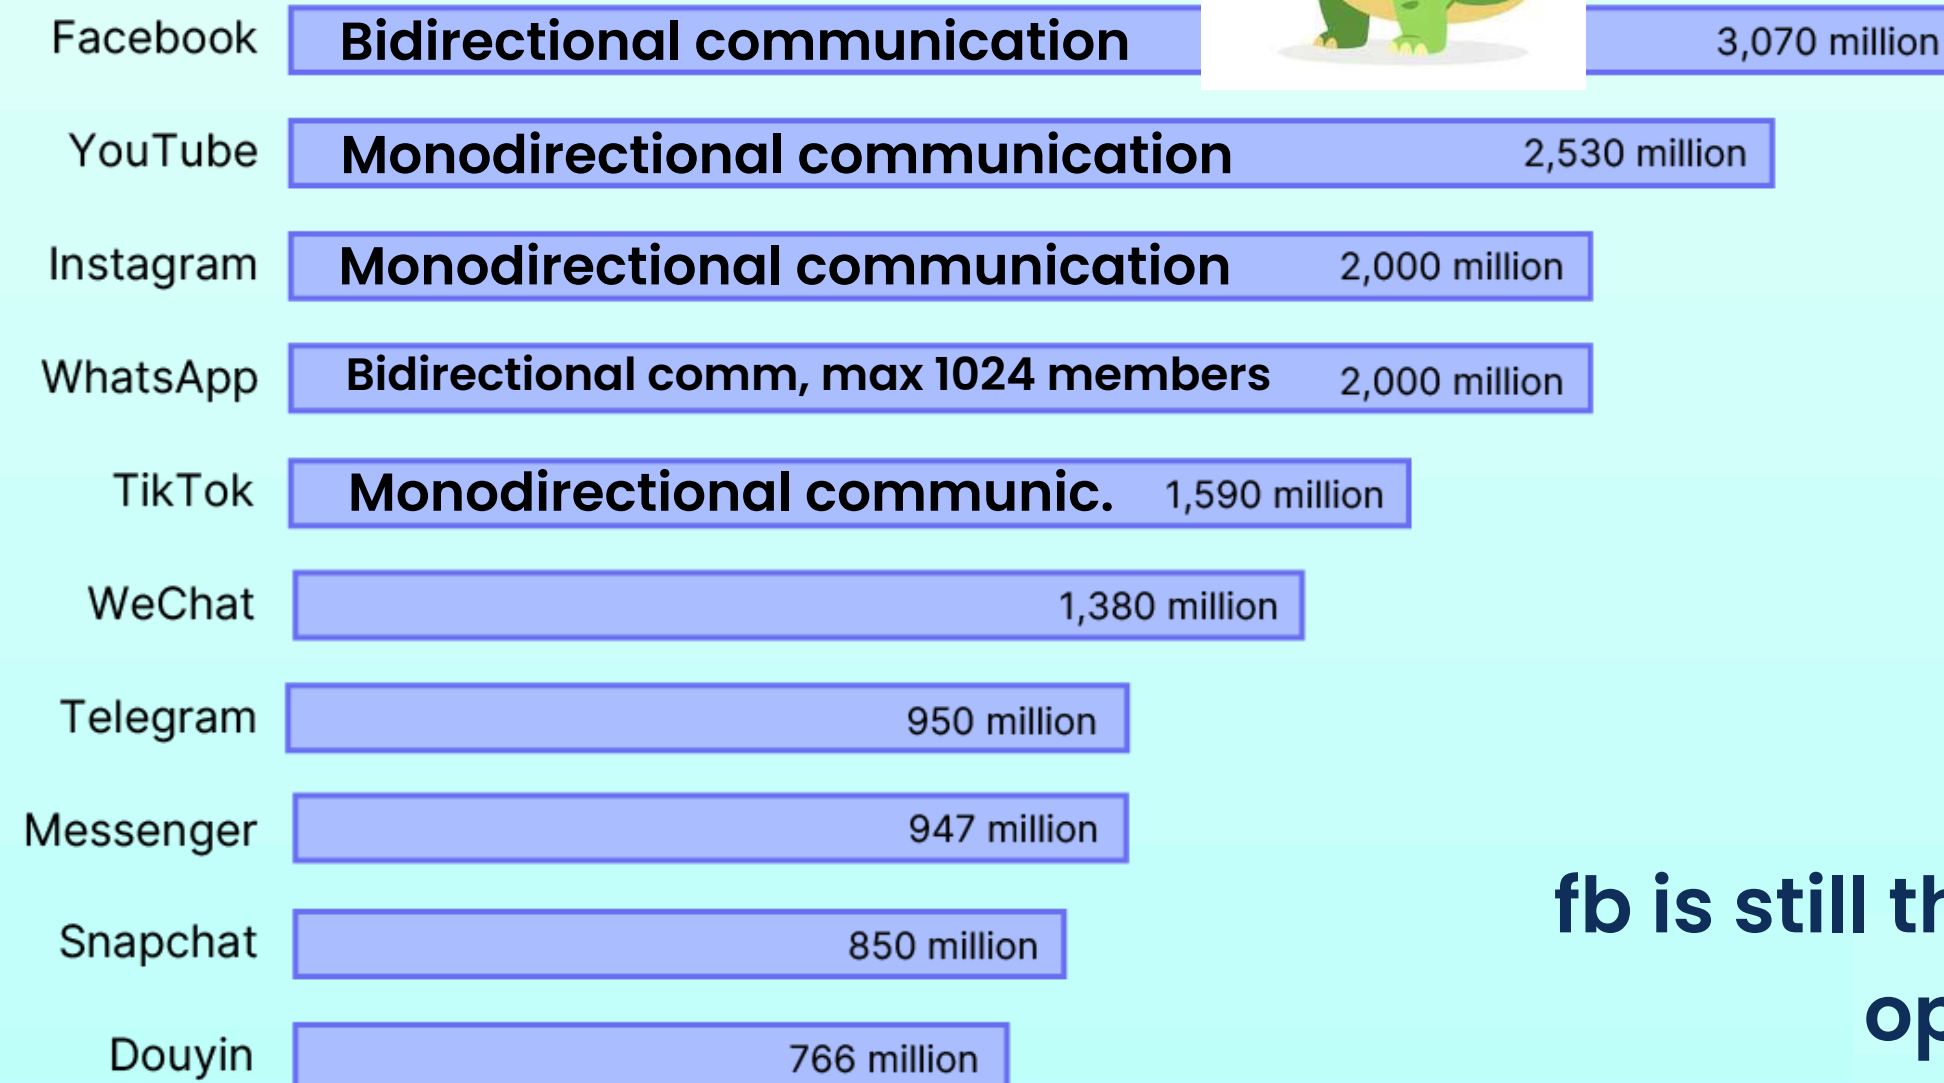 Facebook Bidirectional communication 3,070 million
YouTube Monodirectional communication 2,530 million
Instagram Monodirectional communication 2,000 million
WhatsApp Bidirectional comm, max 1024 members 2,000 million
TikTok Monodirectional communic. 1,590 million
WeChat 1,380 million
Telegram 950 million
Messenger 947 million
Snapchat 850 million
fb is still
Douyin 766 million